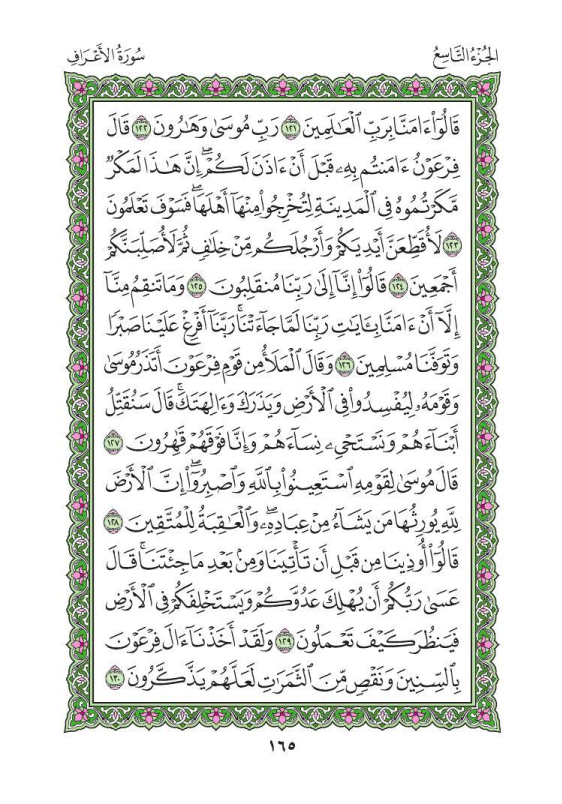 الجُزْءُ التَّاسِعُ
سُورَةُ الأَعْرَافِ
قَالُوٓا۟ ءَامَنَّا بِرَبِّ ٱلْعَـٰلَمِينَ ١٢١ رَبِّ مُوسَىٰ وَهَـٰرُونَ ١٢٢ قَالَ
فِرْعَوْنُ ءَامَنتُم بِهِۦ قَبْلَ أَنْ ءَاذَنَ لَكُمْ ۖ إِنَّ هَـٰذَا لَمَكْرٌ
مَّكَرْتُمُوهُ فِى ٱلْمَدِينَةِ لِتُخْرِجُوا۟ مِنْهَآ أَهْلَهَا ۖ فَسَوْفَ تَعْلَمُونَ
١٢٣ لَأُقَطِّعَنَّ أَيْدِيَكُمْ وَأَرْجُلَكُم مِّنْ خِلَـٰفٍ ثُمَّ لَأُصَلِّبَنَّكُمْ
أَجْمَعِينَ ١٢٤ قَالُوٓا۟ إِنَّآ إِلَىٰ رَبِّنَا مُنقَلِبُونَ ١٢٥ وَمَا تَنقِمُ مِنَّآ
إِلَّآ أَنْ ءَامَنَّا بِـَٔايَـٰتِ رَبِّنَا لَمَّا جَآءَتْنَا ۚ رَبَّنَآ أَفْرِغْ عَلَيْنَا صَبْرًا
وَتَوَفَّنَا مُسْلِمِينَ ١٢٦ وَقَالَ ٱلْمَلَأُ مِن قَوْمِ فِرْعَوْنَ أَتَذَرُ مُوسَىٰ
وَقَوْمَهُۥ لِيُفْسِدُوا۟ فِى ٱلْأَرْضِ وَيَذَرَكَ وَءَالِهَتَكَ ۚ قَالَ سَنُقَتِّلُ
أَبْنَآءَهُمْ وَنَسْتَحْىِۦ نِسَآءَهُمْ وَإِنَّا فَوْقَهُمْ قَـٰهِرُونَ ١٢٧
قَالَ مُوسَىٰ لِقَوْمِهِ ٱسْتَعِينُوا۟ بِٱللَّهِ وَٱصْبِرُوٓا۟ ۖ إِنَّ ٱلْأَرْضَ
لِلَّهِ يُورِثُهَا مَن يَشَآءُ مِنْ عِبَادِهِۦ ۖ وَٱلْعَـٰقِبَةُ لِلْمُتَّقِينَ ١٢٨
قَالُوٓا۟ أُوذِينَا مِن قَبْلِ أَن تَأْتِيَنَا وَمِنۢ بَعْدِ مَا جِئْتَنَا ۚ قَالَ
عَسَىٰ رَبُّكُمْ أَن يُهْلِكَ عَدُوَّكُمْ وَيَسْتَخْلِفَكُمْ فِى ٱلْأَرْضِ
فَيَنظُرَ كَيْفَ تَعْمَلُونَ ١٢٩ وَلَقَدْ أَخَذْنَآ ءَالَ فِرْعَوْنَ
بِٱلسِّنِينَ وَنَقْصٍ مِّنَ ٱلثَّمَرَٰتِ لَعَلَّهُمْ يَذَّكَّرُونَ ١٣٠
١٦٥